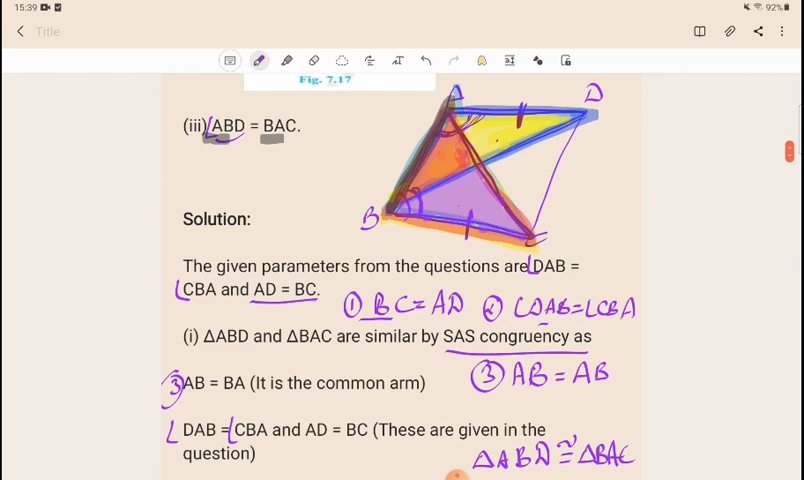 15:39 92%
Title
Fig. 7.17
A D
(iii) ∠ABD = BAC.
B C
Solution:
The given parameters from the questions are ∠DAB =
∠CBA and AD = BC.
① BC = AD ② ∠DAB = ∠CBA
(i) ΔABD and ΔBAC are similar by SAS congruency as
③ AB = BA (It is the common arm)
③ AB = AB
∠DAB = ∠CBA and AD = BC (These are given in the
question)
ΔABD ≅ ΔBAC